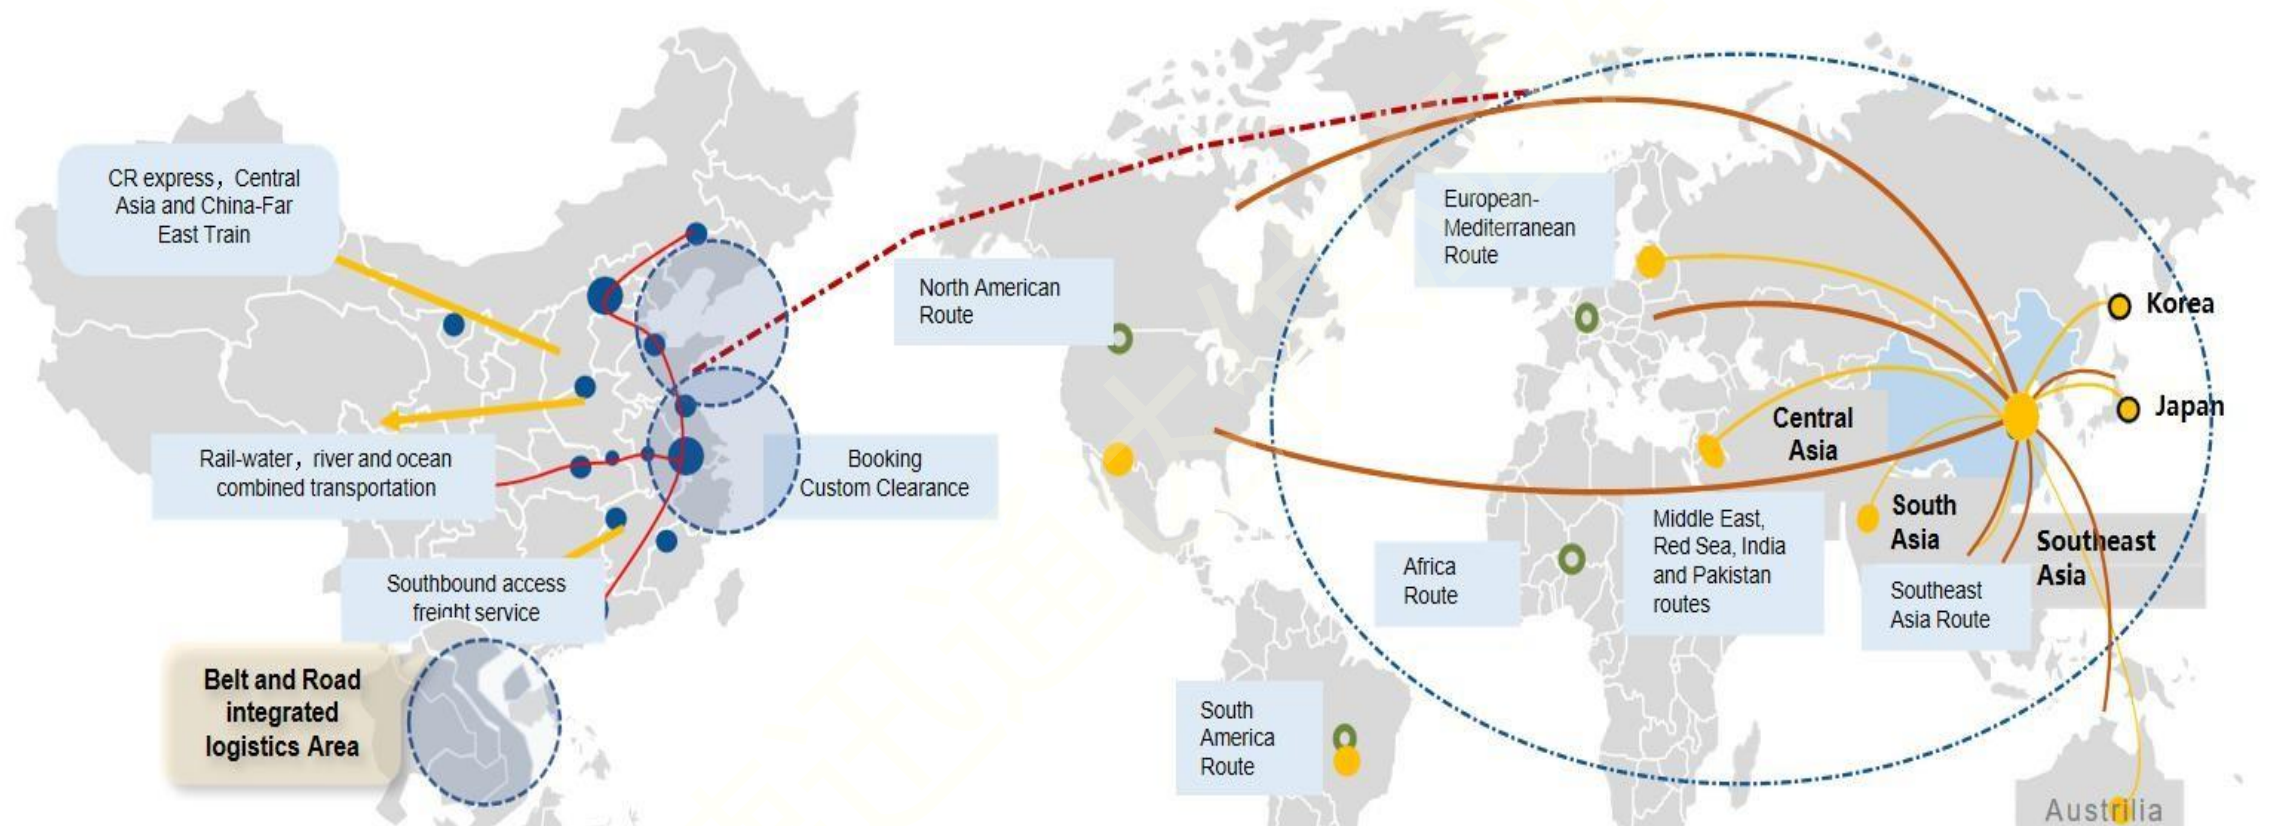 CR express，Central
Asia and China-Far
East Train
Rail-water，river and ocean
combined transportation
Southbound access
freight service
Belt and Road
integrated
logistics Area
Booking
Custom Clearance
North American
Route
European-
Mediterranean
Route
Korea
Japan
Central
Asia
South
Asia
Southeast
Asia
Middle East,
Red Sea, India
and Pakistan
routes
Africa
Route
Southeast
Asia Route
South
America
Route
Austrilia